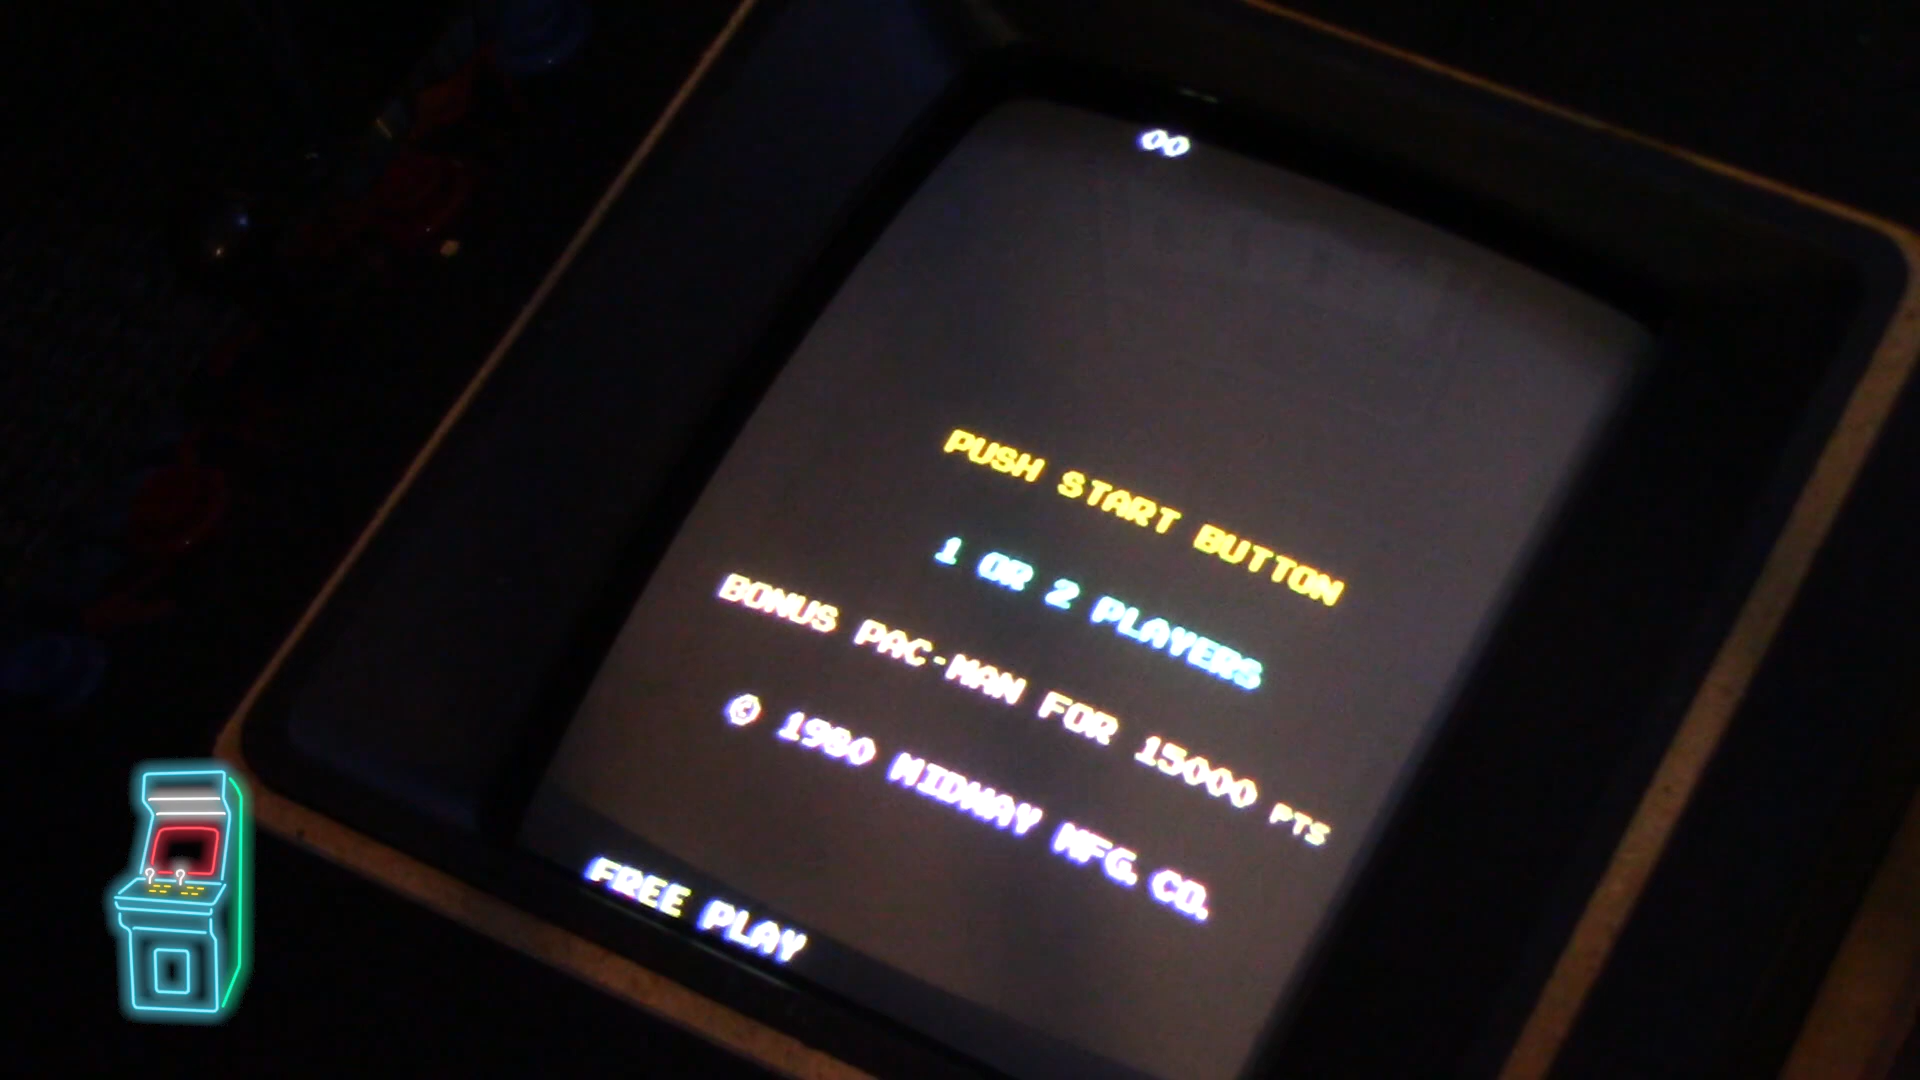 00
PUSH START BUTTON
1 OR 2 PLAYERS
BONUS PAC-MAN FOR 15000 PTS
© 1980 MIDWAY MFG. CO.
FREE PLAY